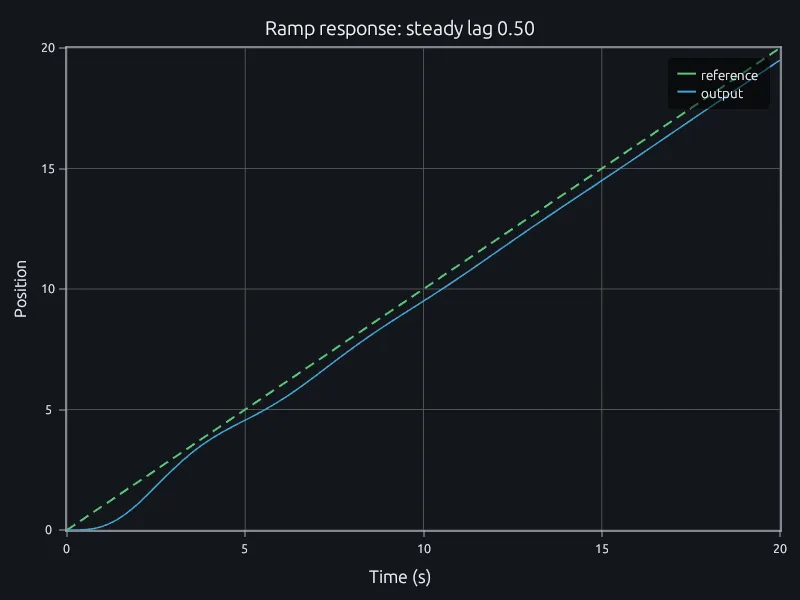 Ramp response: steady lag 0.50
20
reference
output
15
Position
10
5
0
0 5 10 15 20
Time (s)